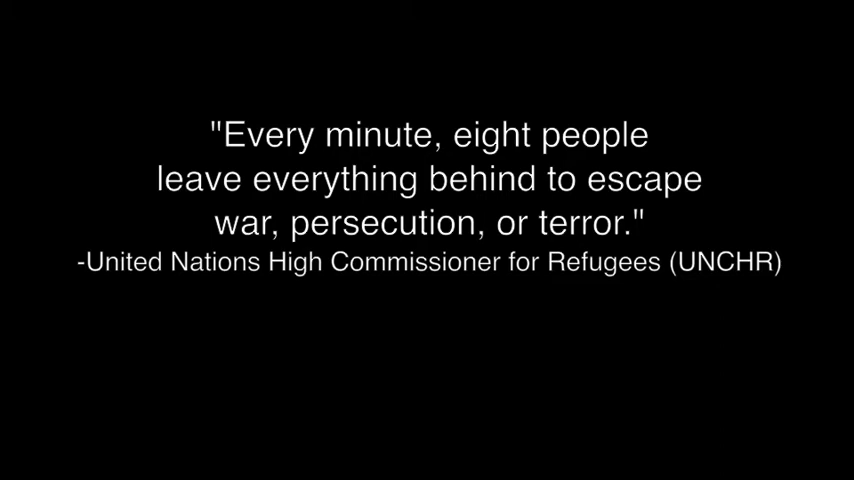 "Every minute, eight people
leave everything behind to escape
war, persecution, or terror."
-United Nations High Commissioner for Refugees (UNCHR)